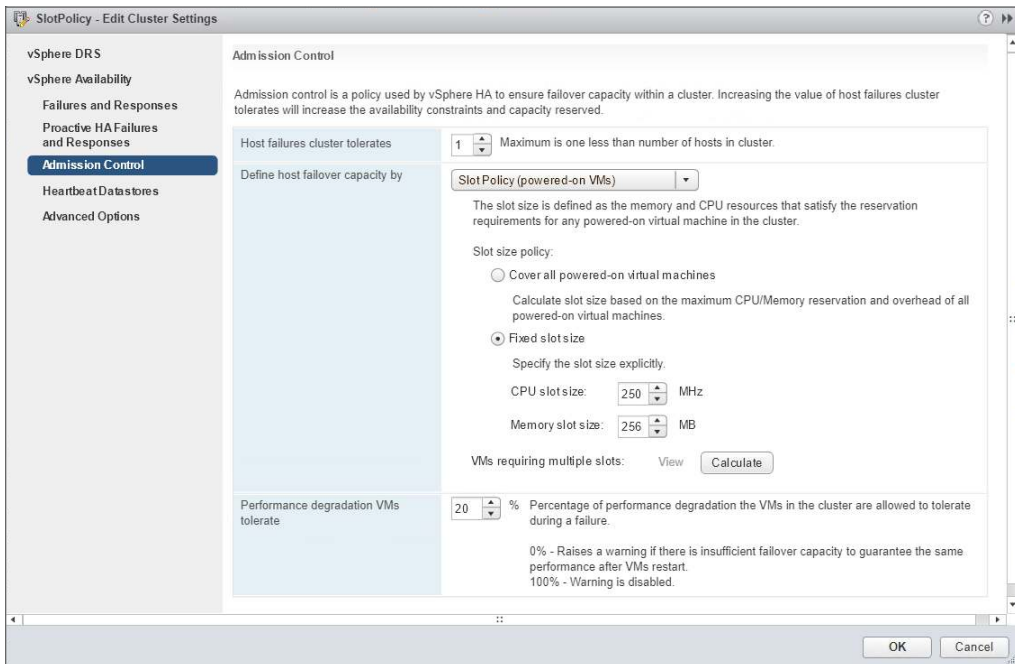 SlotPolicy - Edit Cluster Settings
?
vSphere DRS
vSphere Availability
Failures and Responses
Proactive HA Failures
and Responses
Admission Control
Heartbeat Datastores
Advanced Options
Admission Control
Admission control is a policy used by vSphere HA to ensure failover capacity within a cluster. Increasing the value of host failures cluster
tolerates will increase the availability constraints and capacity reserved.
Host failures cluster tolerates
1 Maximum is one less than number of hosts in cluster.
Define host failover capacity by
Slot Policy (powered-on VMs)
The slot size is defined as the memory and CPU resources that satisfy the reservation
requirements for any powered-on virtual machine in the cluster.
Slot size policy:
Cover all powered-on virtual machines
Calculate slot size based on the maximum CPU/Memory reservation and overhead of all
powered-on virtual machines.
Fixed slot size
Specify the slot size explicitly.
CPU slot size: 250 MHz
Memory slot size: 256 MB
VMs requiring multiple slots: View Calculate
Performance degradation VMs
tolerate
20 % Percentage of performance degradation the VMs in the cluster are allowed to tolerate
during a failure.
0% - Raises a warning if there is insufficient failover capacity to guarantee the same
performance after VMs restart.
100% - Warning is disabled.
OK Cancel